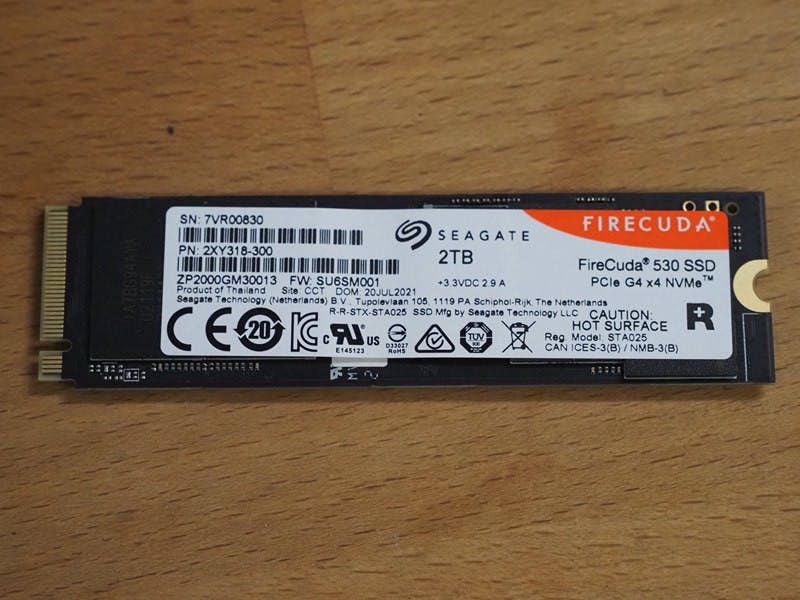 SN: 7VR00830
PN: 2XY318-300
ZP2000GM30013 FW: SU6SM001
Product of Thailand Site CCT DOM: 20JUL2021
Seagate Technology (Netherlands) B.V., Tupolevlaan 105, 1119 PA Schiphol-Rijk, The Netherlands
R-R-STX-STA025 SSD Mfg by Seagate Technology LLC
SEAGATE
2TB
+3.3VDC 2.9 A
FIRECUDA®
FireCuda® 530 SSD
PCIe G4 x4 NVMe™
CE 20 c US
E145123
D33027
RoHS
TUV
CAUTION:
HOT SURFACE
Reg. Model: STA025
CAN ICES-3(B) / NMB-3(B)
R